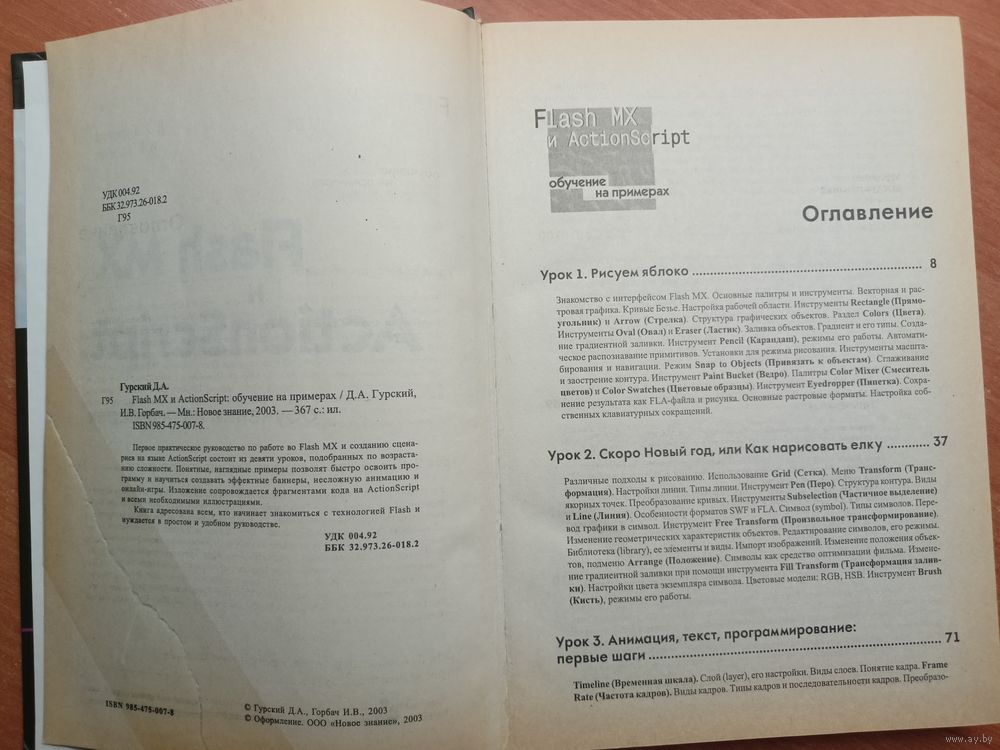 УДК 004.92
ББК 32.973.26-018.2
Г95
Гурский Д.А.
Г95 Flash MX и ActionScript: обучение на примерах / Д.А. Гурский,
И.В. Горбач. — Мн.: Новое знание, 2003. — 367 с.: ил.
ISBN 985-475-007-8.
Первое практическое руководство по работе во Flash MX и созданию сцена-
риев на языке ActionScript состоит из девяти уроков, подобранных по возраста-
нию сложности. Понятные, наглядные примеры позволят быстро освоить про-
грамму и научиться создавать эффектные баннеры, несложную анимацию и
онлайн-игры. Изложение сопровождается фрагментами кода на ActionScript
и всеми необходимыми иллюстрациями.
Книга адресована всем, кто начинает знакомиться с технологией Flash и
нуждается в простом и удобном руководстве.
УДК 004.92
ББК 32.973.26-018.2
ISBN 985-475-007-8
© Гурский Д.А., Горбач И.В., 2003
© Оформление. ООО «Новое знание», 2003
Flash MX
и ActionScript
обучение
на примерах
Оглавление
Урок 1. Рисуем яблоко ........................................ 8
Знакомство с интерфейсом Flash MX. Основные палитры и инструменты. Векторная и рас-
тровая графика. Кривые Безье. Настройка рабочей области. Инструменты Rectangle (Прямо-
угольник) и Arrow (Стрелка). Структура графических объектов. Раздел Colors (Цвета).
Инструменты Oval (Овал) и Eraser (Ластик). Заливка объектов. Градиент и его типы. Созда-
ние градиентной заливки. Инструмент Pencil (Карандаш), режимы его работы. Автомати-
ческое распознавание примитивов. Установки для режима рисования. Инструменты масшта-
бирования и навигации. Режим Snap to Objects (Привязать к объектам). Сглаживание
и заострение контура. Инструмент Paint Bucket (Ведро). Палитры Color Mixer (Смеситель
цветов) и Color Swatches (Цветовые образцы). Инструмент Eyedropper (Пипетка). Сохра-
нение результата как FLA-файла и рисунка. Основные растровые форматы. Настройка соб-
ственных клавиатурных сокращений.
Урок 2. Скоро Новый год, или Как нарисовать елку ............ 37
Различные подходы к рисованию. Использование Grid (Сетка). Меню Transform (Транс-
формация). Настройки линии. Типы линии. Инструмент Pen (Перо). Структура контура. Виды
якорных точек. Преобразование кривых. Инструменты Subselection (Частичное выделение)
и Line (Линия). Особенности форматов SWF и FLA. Символ (symbol). Типы символов. Пере-
вод графики в символ. Инструмент Free Transform (Произвольное трансформирование).
Изменение геометрических характеристик объектов. Редактирование символов, его режимы.
Библиотека (library), ее элементы и виды. Импорт изображений. Изменение положения объек-
тов, подменю Arrange (Положение). Символы как средство оптимизации фильма. Измене-
ние градиентной заливки при помощи инструмента Fill Transform (Трансформация залив-
ки). Настройки цвета экземпляра символа. Цветовые модели: RGB, HSB. Инструмент Brush
(Кисть), режимы его работы.
Урок 3. Анимация, текст, программирование:
первые шаги .................................................. 71
Timeline (Временная шкала). Слой (layer), его настройки. Виды слоев. Понятие кадра. Frame
Rate (Частота кадров). Виды кадров. Типы кадров и последовательности кадров. Преобразо-
www.ay.by